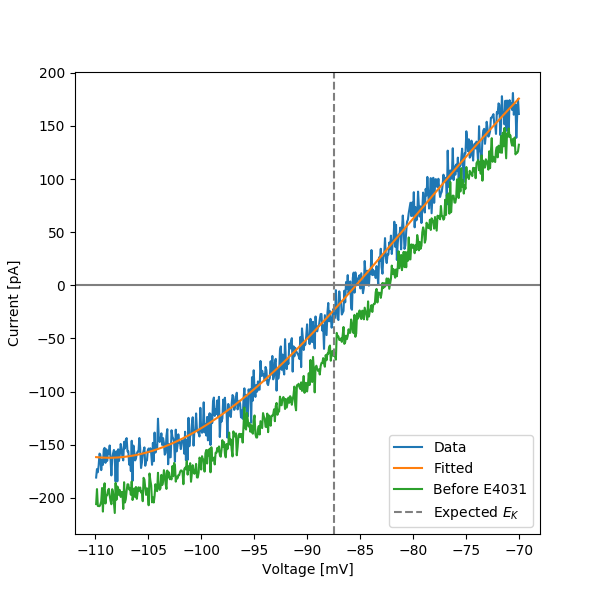 200
150
100
50
0
−50
−100
−150
−200
Current [pA]
Data
Fitted
Before E4031
Expected E_K
−110 −105 −100 −95 −90 −85 −80 −75 −70
Voltage [mV]